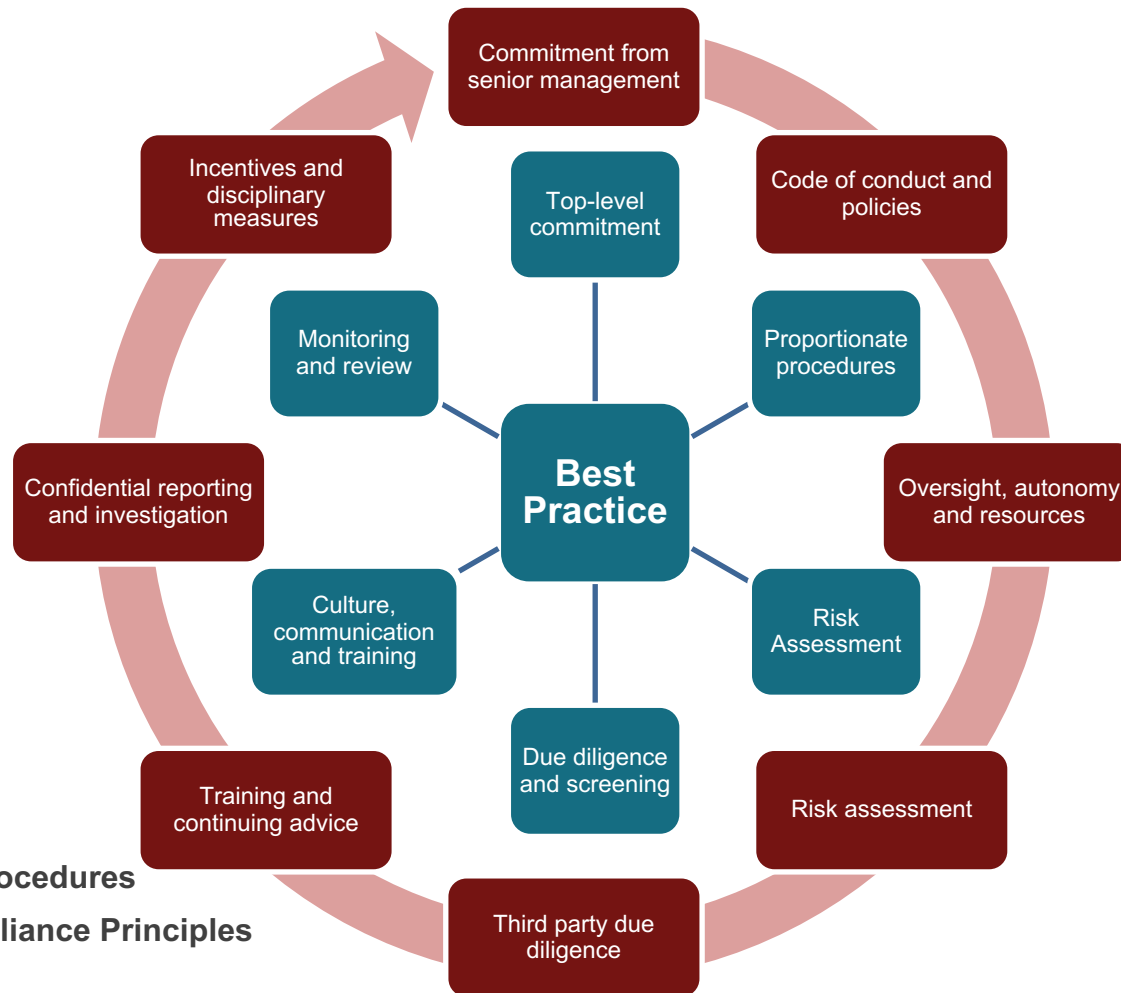 Commitment from
senior management
Code of conduct and
policies
Oversight, autonomy
and resources
Risk assessment
Third party due
diligence
Training and
continuing advice
Confidential reporting
and investigation
Incentives and
disciplinary
measures
Top-level
commitment
Proportionate
procedures
Risk
Assessment
Due diligence
and screening
Culture,
communication
and training
Monitoring
and review
Best
Practice
ocedures
liance Principles